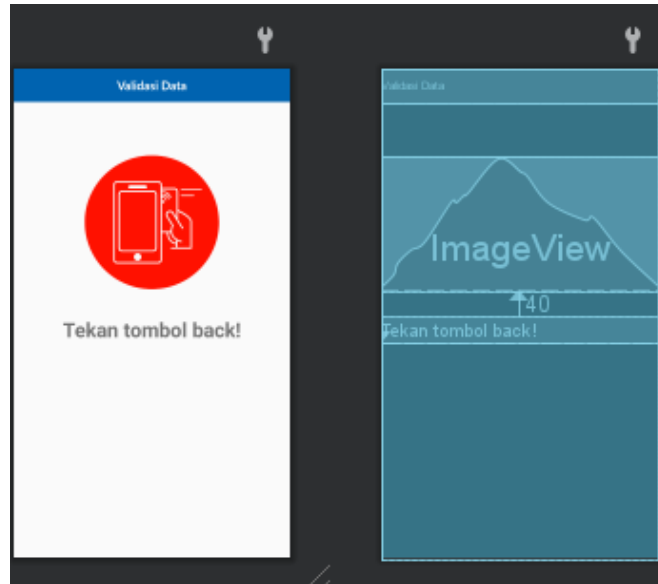 Validasi Data
Tekan tombol back!
Validasi Data
ImageView
40
Tekan tombol back!